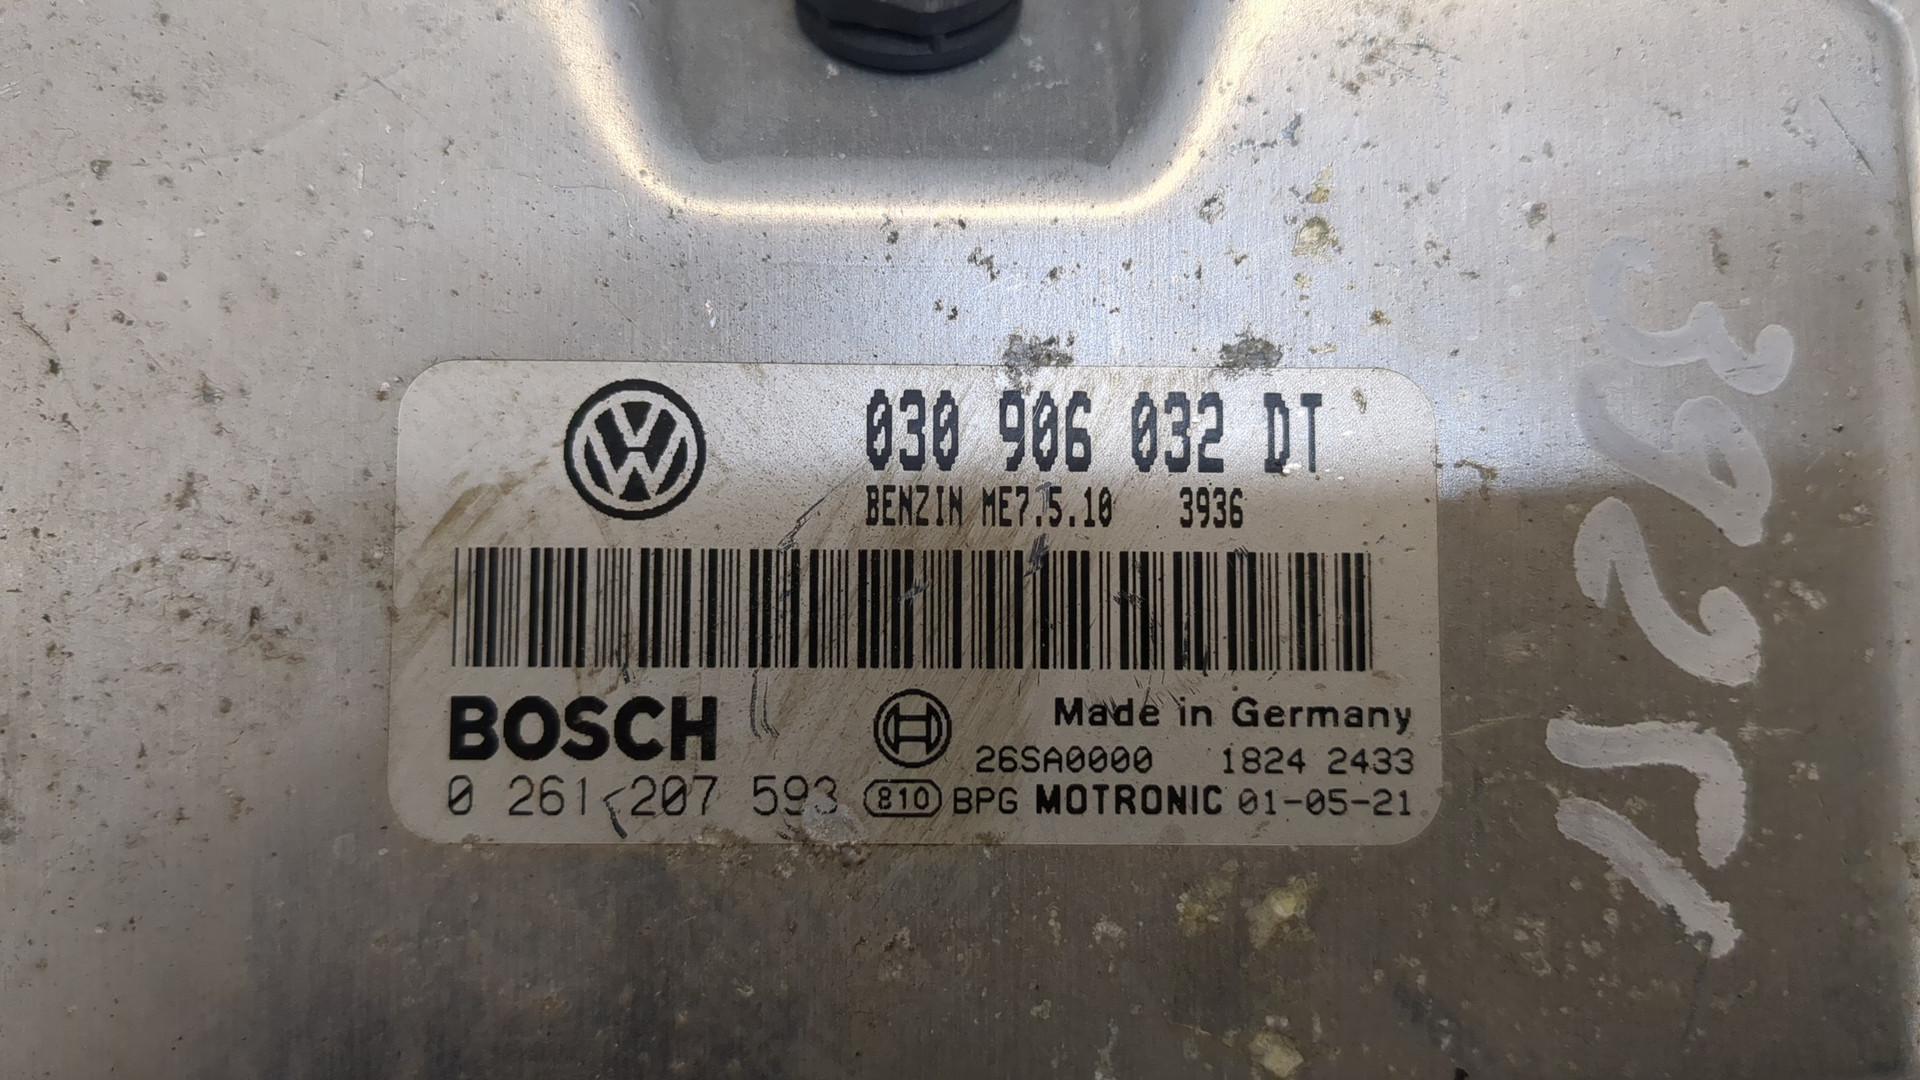 030 906 032 DT
BENZIN ME7.5.10 3936
BOSCH
Made in Germany
26SA0000 1824 2433
0 261 207 593 810 BPG MOTRONIC 01-05-21